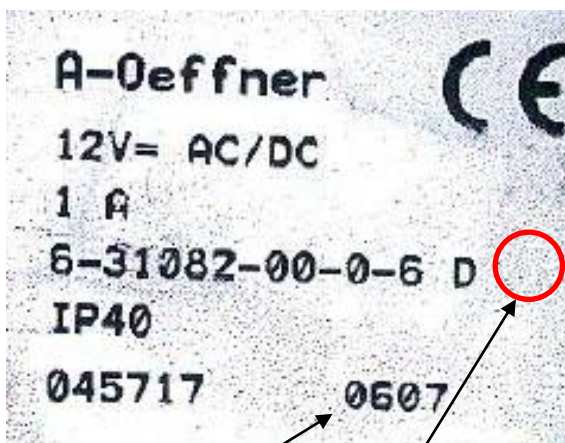 A-Oeffner CE
12V= AC/DC
1 A
6-31082-00-0-6 D
IP40
045717 0607